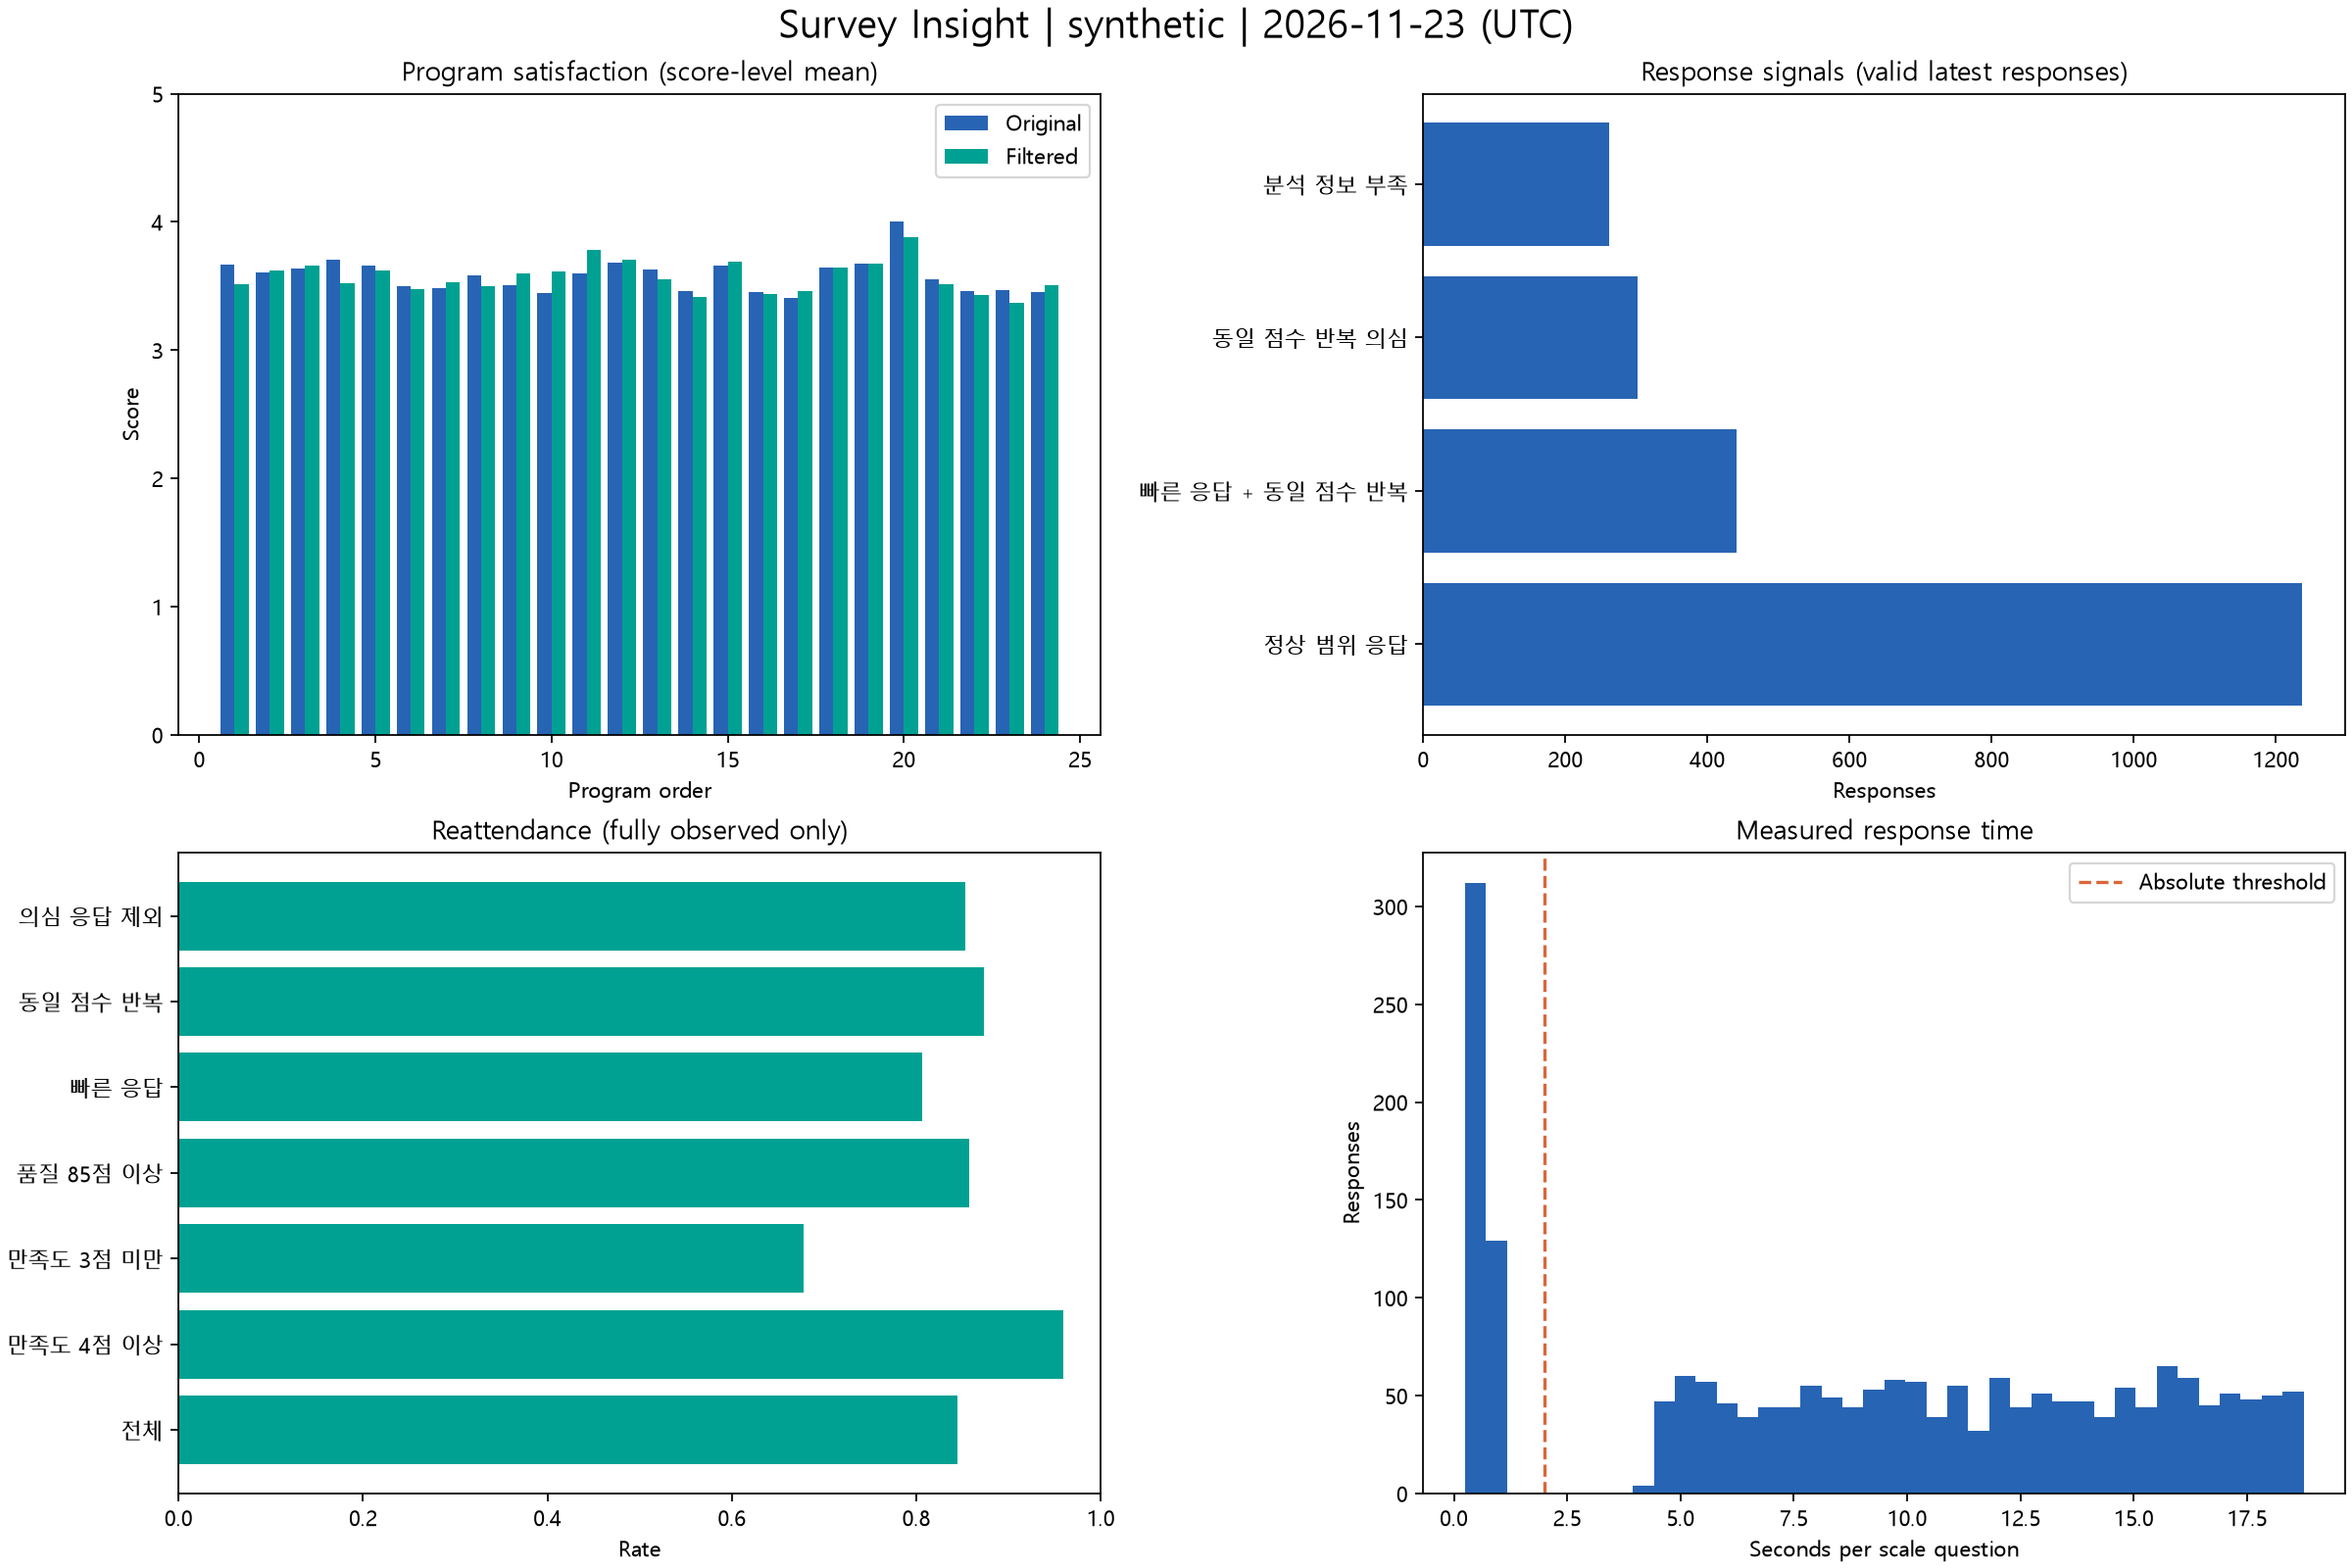 Survey Insight | synthetic | 2026-11-23 (UTC)
Program satisfaction (score-level mean)
Original
Filtered
5
4
3
2
1
0
Score
0 5 10 15 20 25
Program order
Response signals (valid latest responses)
분석 정보 부족
동일 점수 반복 의심
빠른 응답 + 동일 점수 반복
정상 범위 응답
0 200 400 600 800 1000 1200
Responses
Reattendance (fully observed only)
의심 응답 제외
동일 점수 반복
빠른 응답
품질 85점 이상
만족도 3점 미만
만족도 4점 이상
전체
0.0 0.2 0.4 0.6 0.8 1.0
Rate
Measured response time
Absolute threshold
300
250
200
150
100
50
0
Responses
0.0 2.5 5.0 7.5 10.0 12.5 15.0 17.5
Seconds per scale question